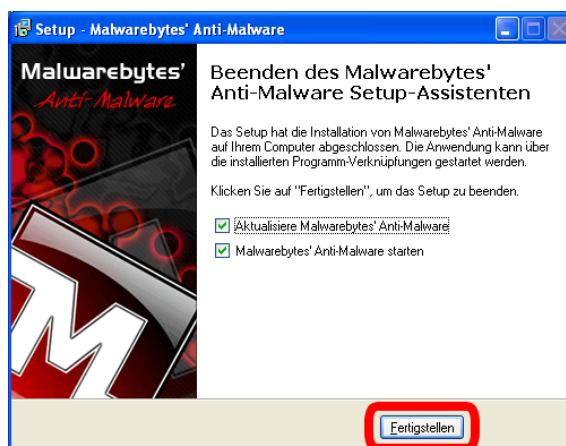 Setup - Malwarebytes' Anti-Malware
Malwarebytes'
Anti-Malware
Beenden des Malwarebytes'
Anti-Malware Setup-Assistenten
Das Setup hat die Installation von Malwarebytes' Anti-Malware
auf Ihrem Computer abgeschlossen. Die Anwendung kann über
die installierten Programm-Verknüpfungen gestartet werden.
Klicken Sie auf "Fertigstellen", um das Setup zu beenden.
Aktualisiere Malwarebytes' Anti-Malware
Malwarebytes' Anti-Malware starten
Fertigstellen